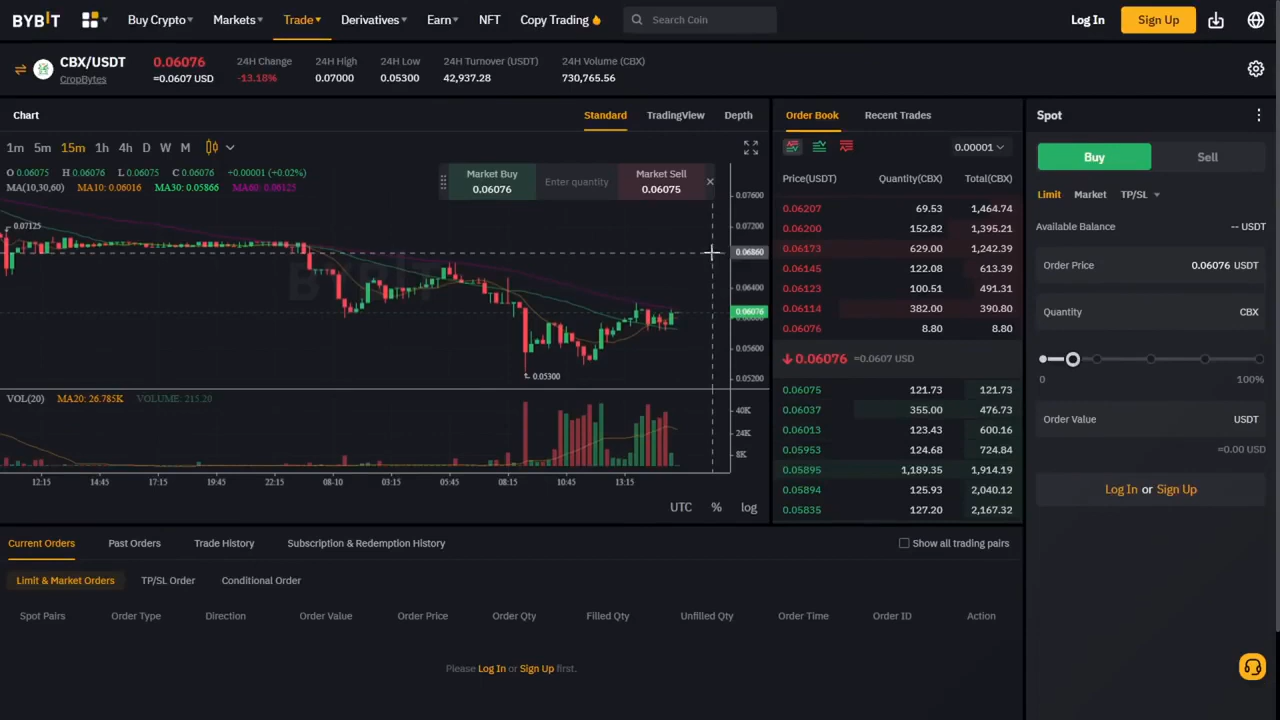 BYBIT Buy Crypto Markets Trade Derivatives Earn NFT Copy Trading Search Coin Log In Sign Up
CBX/USDT
CropBytes
0.06076
≈0.0607 USD
24H Change
-13.18%
24H High
0.07000
24H Low
0.05300
24H Turnover (USDT)
42,937.28
24H Volume (CBX)
730,765.56
Chart Standard TradingView Depth
1m 5m 15m 1h 4h D W M
O 0.06075 H 0.06076 L 0.06075 C 0.06076 +0.00001 (+0.02%)
MA(10,30,60) MA10: 0.06016 MA30: 0.05866 MA60: 0.06125
Market Buy
0.06076
Enter quantity
Market Sell
0.06075
BYBIT
0.07125
0.05300
0.07600
0.07200
0.06860
0.06400
0.06076
0.05600
0.05200
VOL(20) MA20: 26.785K VOLUME: 215.20
40K
24K
8K
12:15 14:45 17:15 19:45 22:15 08-10 03:15 05:45 08:15 10:45 13:15
UTC % log
Order Book Recent Trades
0.00001
Price(USDT) Quantity(CBX) Total(CBX)
0.06207 69.53 1,464.74
0.06200 152.82 1,395.21
0.06173 629.00 1,242.39
0.06145 122.08 613.39
0.06123 100.51 491.31
0.06114 382.00 390.80
0.06076 8.80 8.80
0.06076 ≈0.0607 USD
0.06075 121.73 121.73
0.06037 355.00 476.73
0.06013 123.43 600.16
0.05953 124.68 724.84
0.05895 1,189.35 1,914.19
0.05894 125.93 2,040.12
0.05835 127.20 2,167.32
Spot
Buy Sell
Limit Market TP/SL
Available Balance -- USDT
Order Price 0.06076 USDT
Quantity CBX
0 100%
Order Value USDT
≈0.00 USD
Log In or Sign Up
Current Orders Past Orders Trade History Subscription & Redemption History Show all trading pairs
Limit & Market Orders TP/SL Order Conditional Order
Spot Pairs Order Type Direction Order Value Order Price Order Qty Filled Qty Unfilled Qty Order Time Order ID Action
Please Log In or Sign Up first.